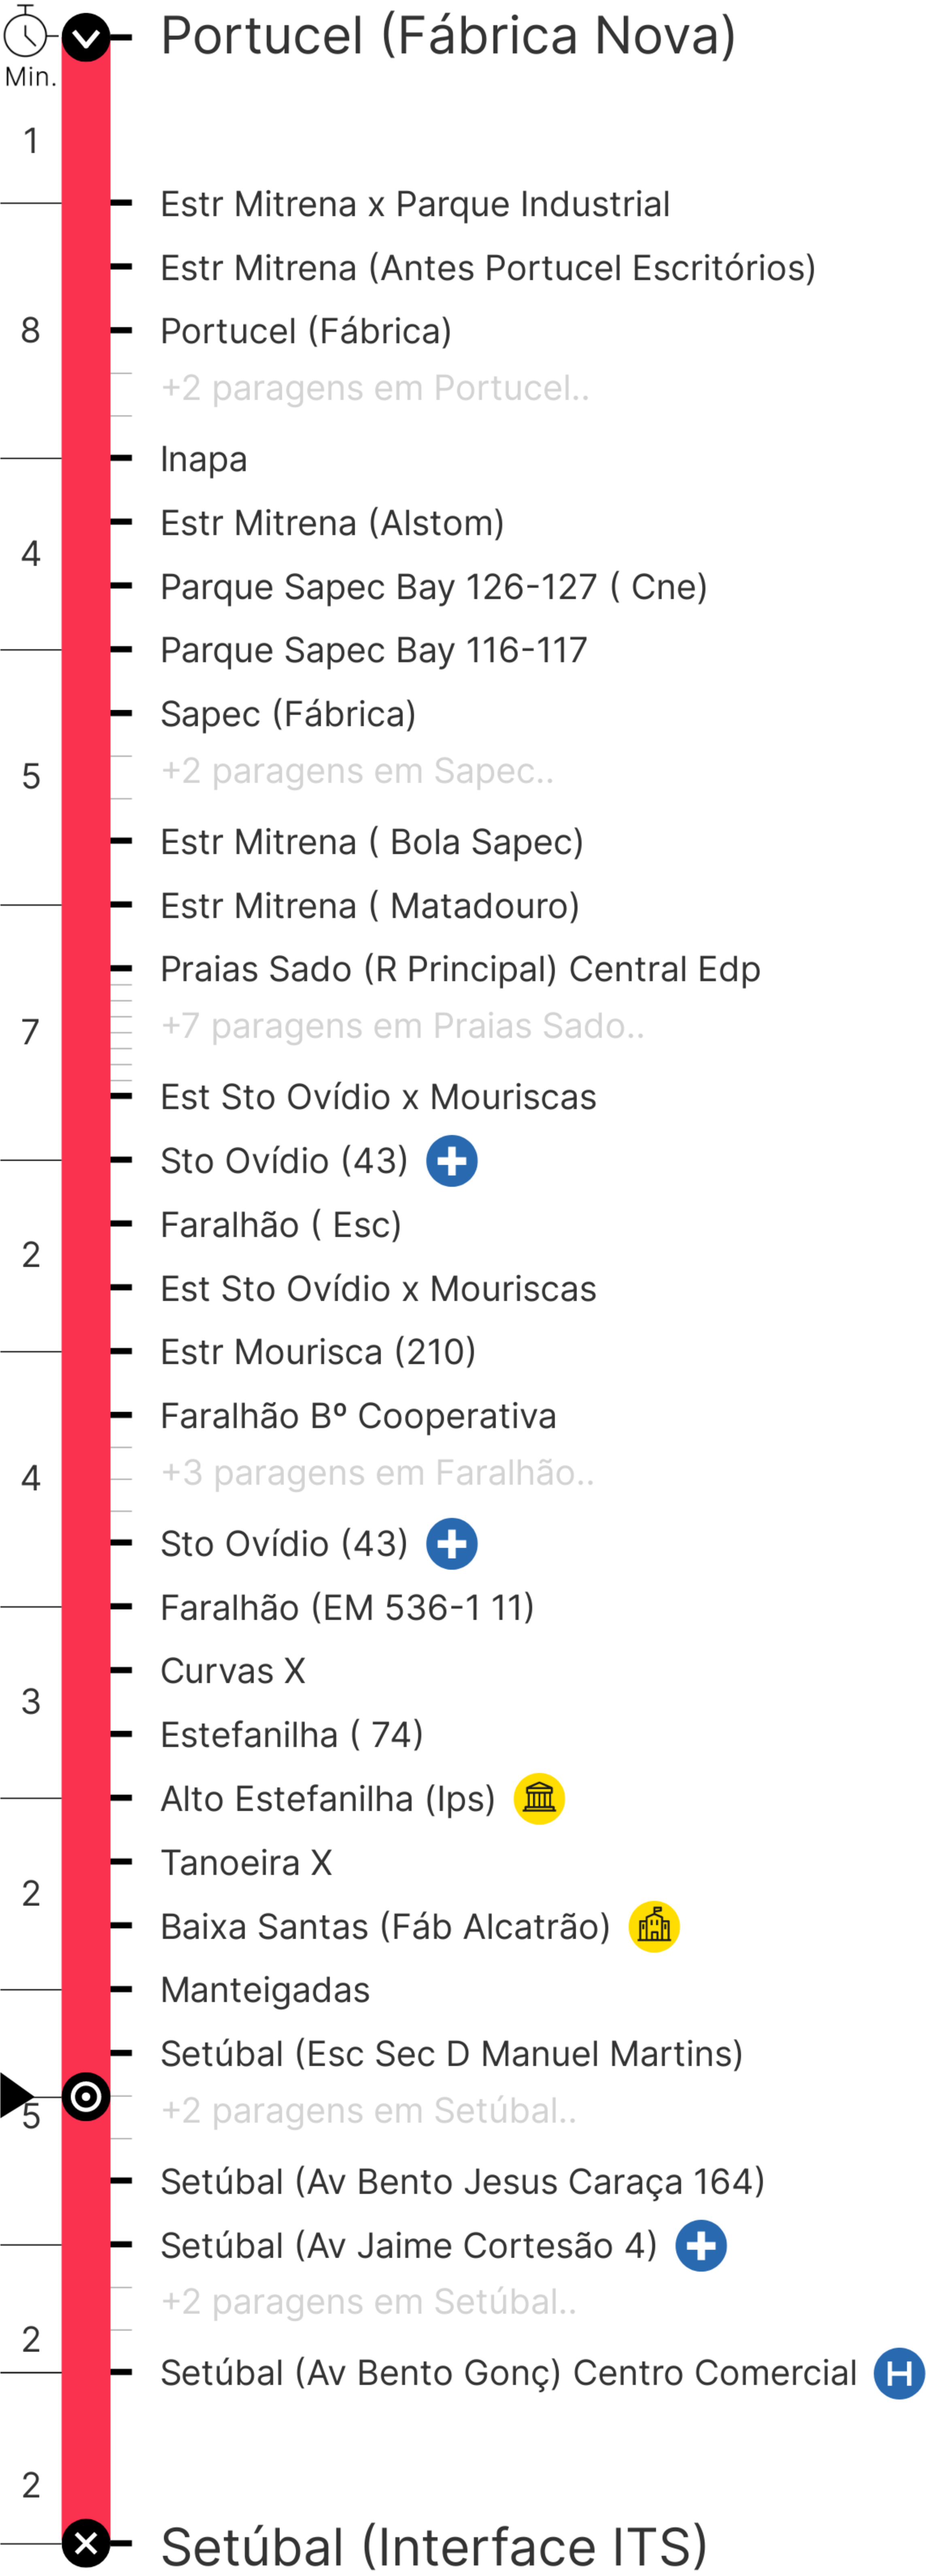 Portucel (Fábrica Nova)
Min.
1
Estr Mitrena x Parque Industrial
Estr Mitrena (Antes Portucel Escritórios)
8
Portucel (Fábrica)
+2 paragens em Portucel..
Inapa
Estr Mitrena (Alstom)
4
Parque Sapec Bay 126-127 ( Cne)
Parque Sapec Bay 116-117
Sapec (Fábrica)
5
+2 paragens em Sapec..
Estr Mitrena ( Bola Sapec)
Estr Mitrena ( Matadouro)
Praias Sado (R Principal) Central Edp
7
+7 paragens em Praias Sado..
Est Sto Ovídio x Mouriscas
Sto Ovídio (43)
Faralhão ( Esc)
2
Est Sto Ovídio x Mouriscas
Estr Mourisca (210)
Faralhão Bº Cooperativa
4
+3 paragens em Faralhão..
Sto Ovídio (43)
Faralhão (EM 536-1 11)
Curvas X
3
Estefanilha ( 74)
Alto Estefanilha (Ips)
Tanoeira X
2
Baixa Santas (Fáb Alcatrão)
Manteigadas
Setúbal (Esc Sec D Manuel Martins)
5
+2 paragens em Setúbal..
Setúbal (Av Bento Jesus Caraça 164)
Setúbal (Av Jaime Cortesão 4)
+2 paragens em Setúbal..
2
Setúbal (Av Bento Gonç) Centro Comercial
H
2
Setúbal (Interface ITS)